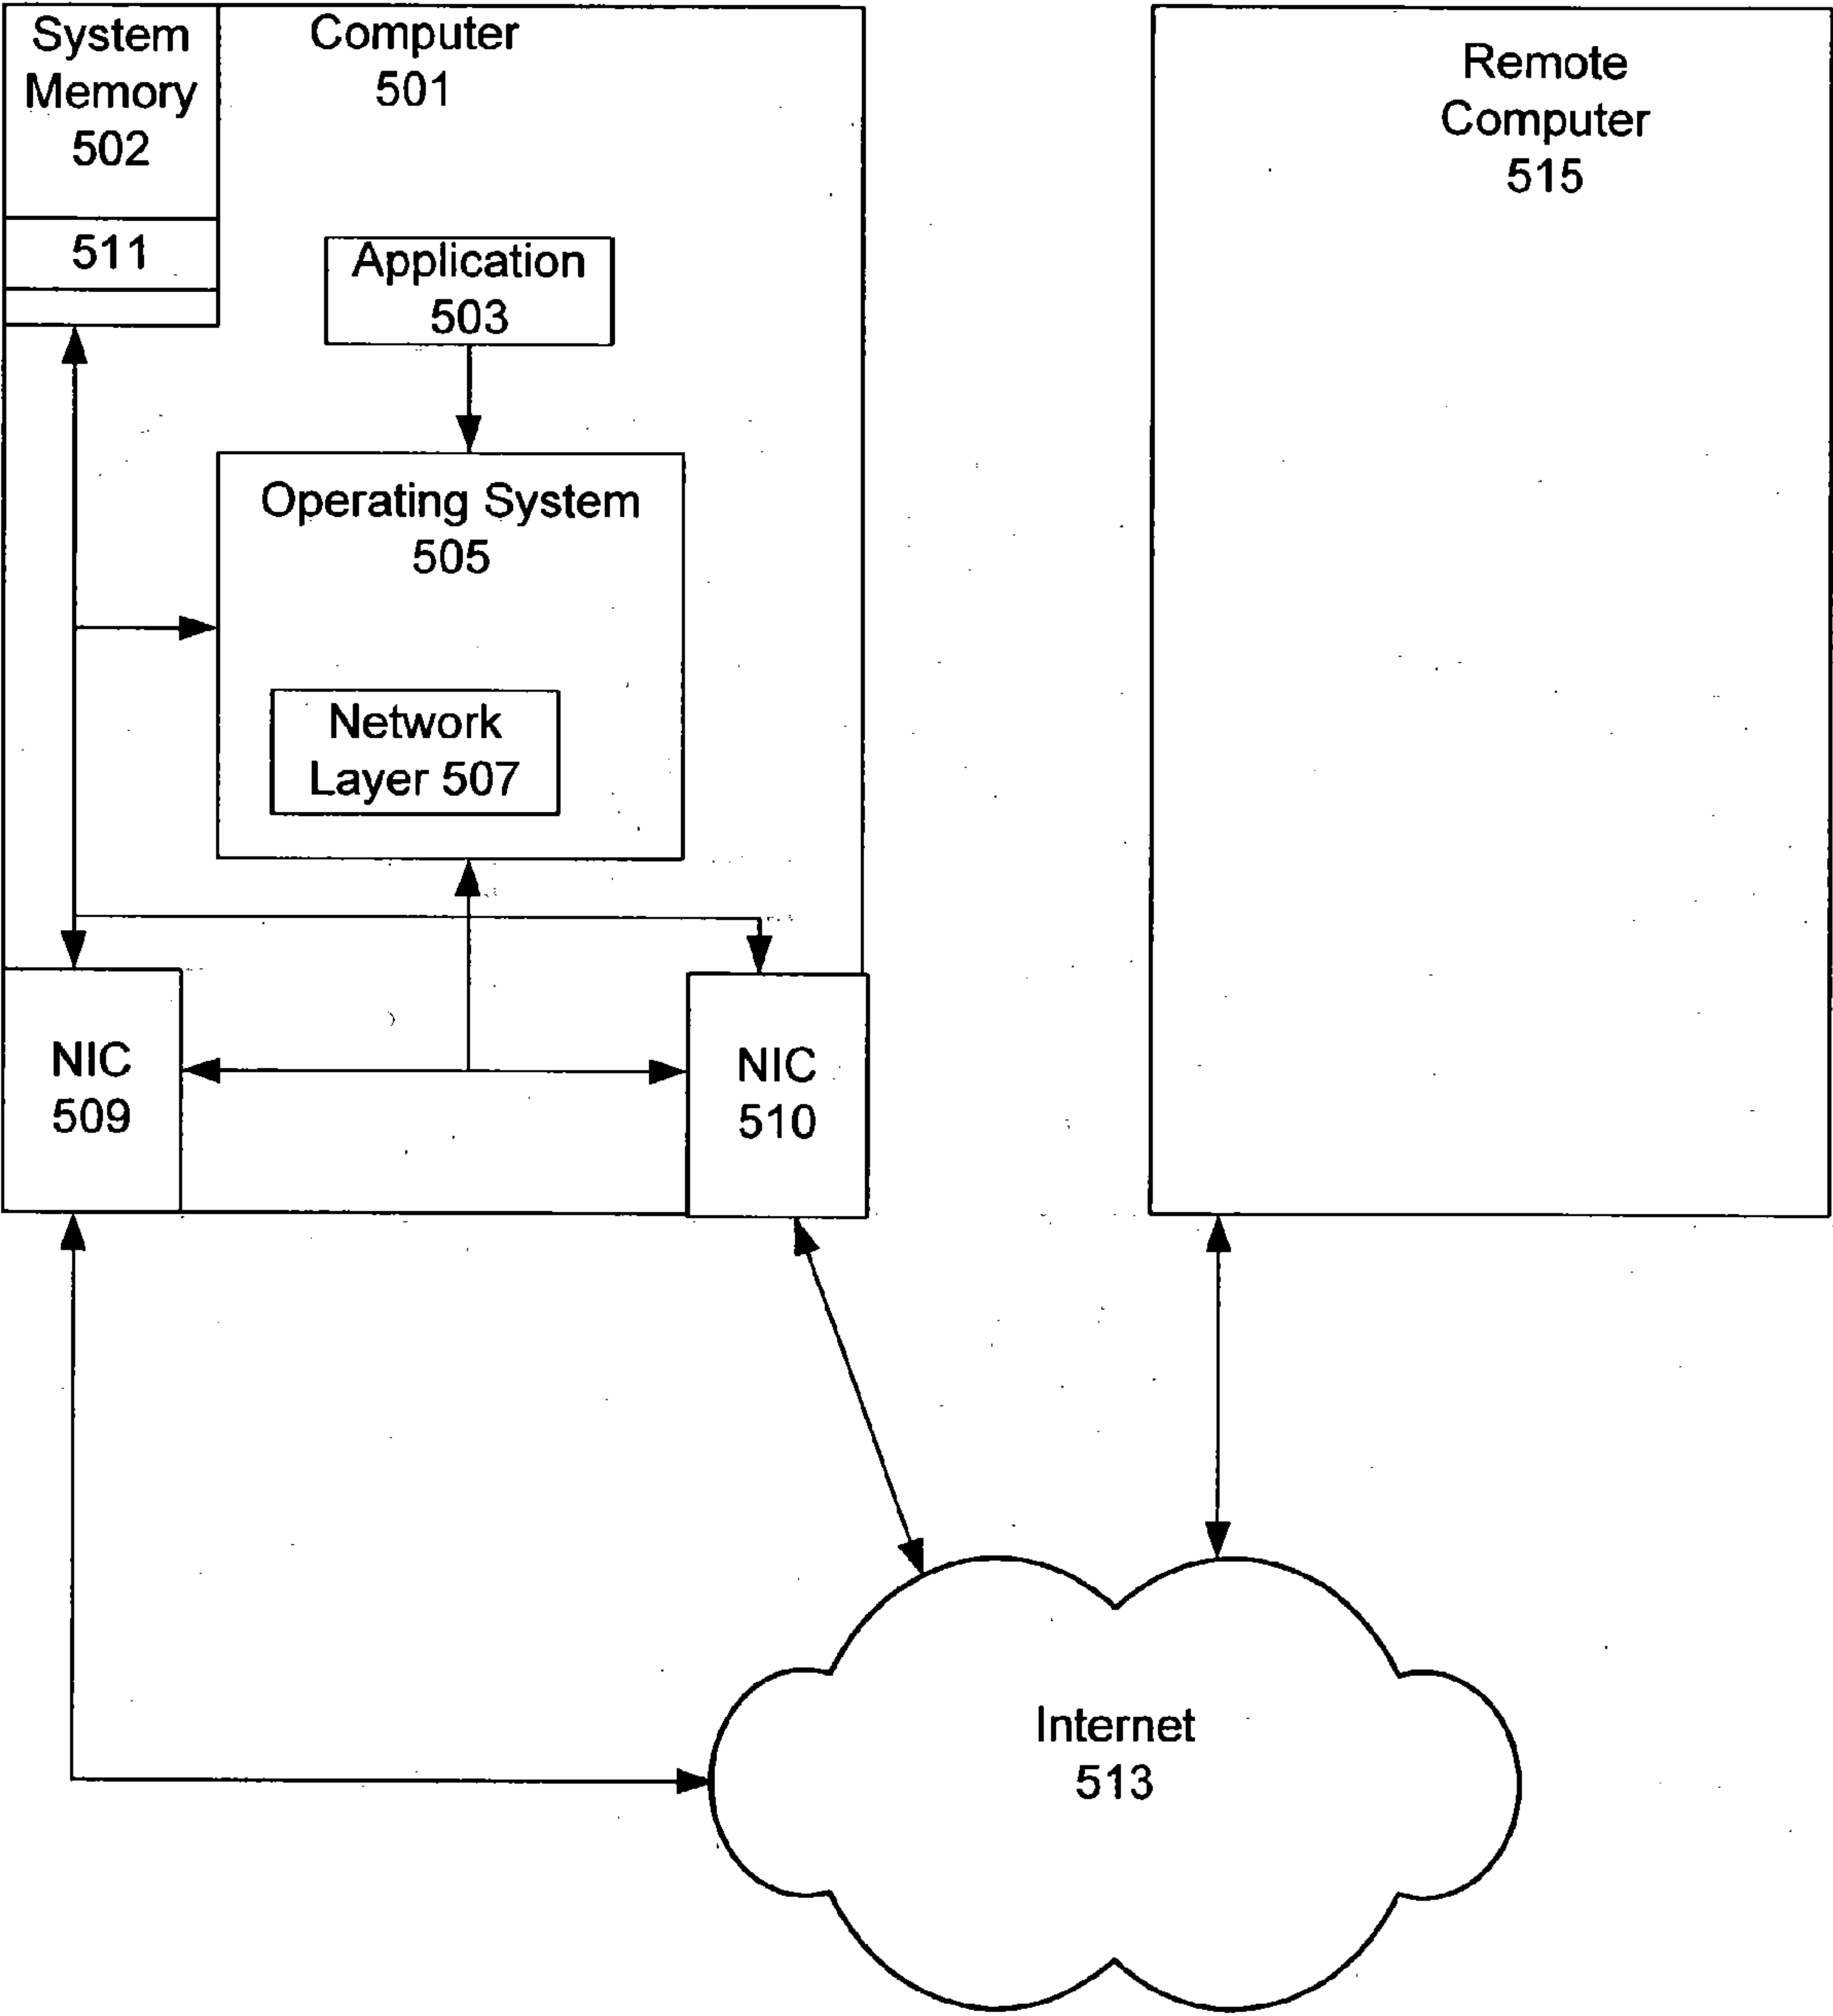 System
Memory
502
511
Computer
501
Application
503
Operating System
505
Network
Layer 507
NIC
509
NIC
510
Remote
Computer
515
Internet
513